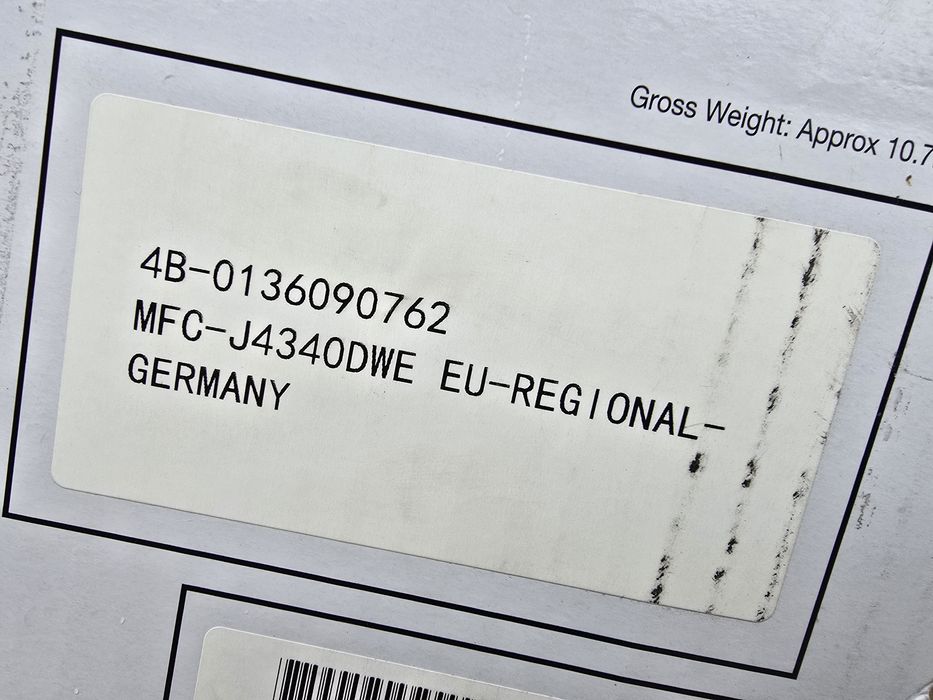 Gross Weight: Approx 10.7
4B-0136090762
MFC-J4340DWE EU-REGIONAL-
GERMANY